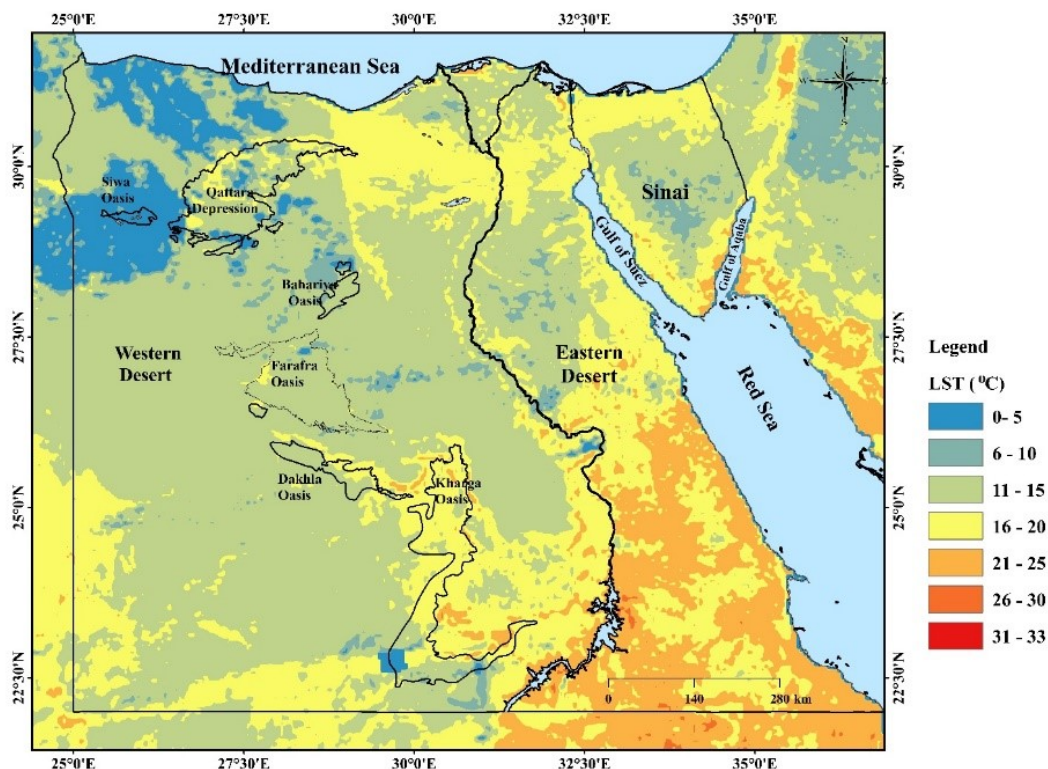 25°0'E 27°30'E 30°0'E 32°30'E 35°0'E
Mediterranean Sea
30°0'N
30°0'N
Siwa
Oasis
Qattara
Depression
Sinai
Gulf of Suez
Gulf of Aqaba
Bahariya
Oasis
27°30'N
27°30'N
Western
Desert
Farafra
Oasis
Eastern
Desert
Red Sea
Legend
LST (⁰C)
0- 5
6 - 10
11 - 15
16 - 20
21 - 25
26 - 30
31 - 33
Dakhla
Oasis
Kharga
Oasis
25°0'N
25°0'N
22°30'N
22°30'N
0 140 280 km
25°0'E 27°30'E 30°0'E 32°30'E 35°0'E